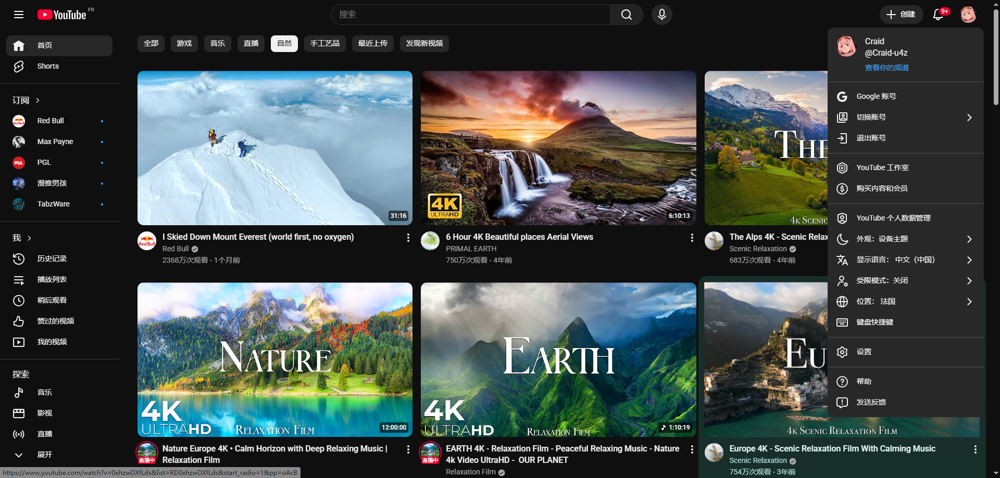 YouTube FR
搜索
创建
9+
首页
Shorts
订阅
Red Bull
Max Payne
PGL
漫推男孩
TabzWare
我
历史记录
播放列表
稍后观看
赞过的视频
我的视频
探索
音乐
影视
直播
展开
全部
游戏
音乐
直播
自然
手工艺品
最近上传
发现新视频
31:16
Red Bull
I Skied Down Mount Everest (world first, no oxygen)
Red Bull
2368万次观看 · 1个月前
4K
ULTRA HD
6:10:13
6 Hour 4K Beautiful places Aerial Views
PRIMAL EARTH
750万次观看 · 4年前
THE
4K SCENIC
The Alps 4K - Scenic Relax
Scenic Relaxation
683万次观看 · 4年前
NATURE
4K
ULTRAHD
RELAXATION FILM
12:00:00
直播中
Nature Europe 4K • Calm Horizon with Deep Relaxing Music |
Relaxation Film
EARTH
4K
ULTRAHD
RELAXATION FILM
1:10:19
直播中
EARTH 4K - Relaxation Film - Peaceful Relaxing Music - Nature
4k Video UltraHD - OUR PLANET
Relaxation Film
EU
4K SCENIC RELAXATION FILM
Europe 4K - Scenic Relaxation Film With Calming Music
Scenic Relaxation
754万次观看 · 3年前
Craid
@Craid-u4z
查看你的频道
Google 账号
切换账号
退出账号
YouTube 工作室
购买内容和会员
YouTube 个人数据管理
外观：设备主题
显示语言： 中文（中国）
受限模式：关闭
位置： 法国
键盘快捷键
设置
帮助
发送反馈
https://www.youtube.com/watch?v=0xhzwDXfLds&list=RD0xhzwDXfLds&start_radio=1&pp=oAcB